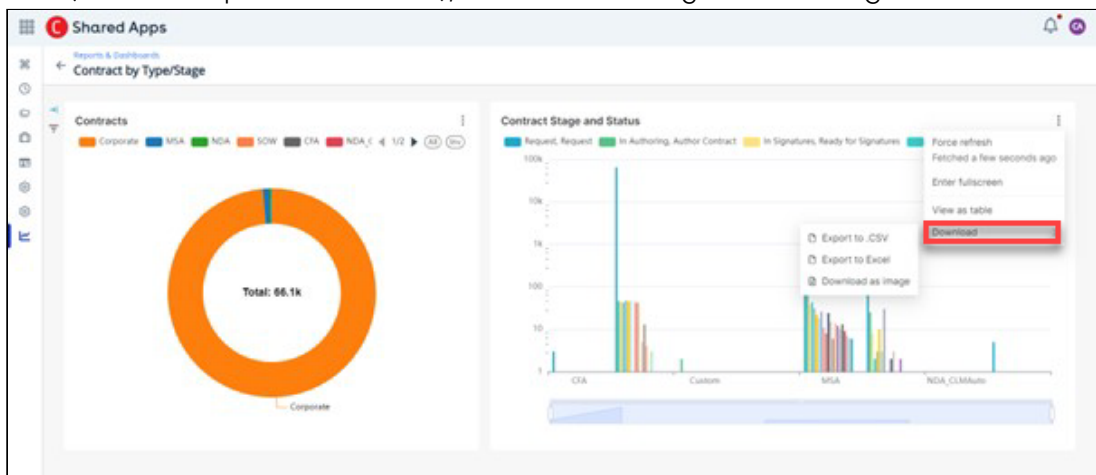 Shared Apps
CA
Reports & Dashboards
Contract by Type/Stage
Contracts
Corporate MSA NDA SOW CFA NDA_C 1/2 All Inv
Total: 66.1k
Corporate
Contract Stage and Status
Request, Request In Authoring, Author Contract In Signatures, Ready for Signatures
100k
10k
1k
100
10
1
CFA Custom MSA NDA_CLMAuto
Force refresh
Fetched a few seconds ago
Enter fullscreen
View as table
Download
Export to .CSV
Export to Excel
Download as image